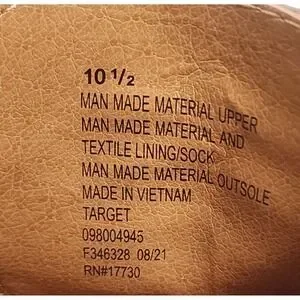 10 1/2
MAN MADE MATERIAL UPPER
MAN MADE MATERIAL AND
TEXTILE LINING/SOCK
MAN MADE MATERIAL OUTSOLE
MADE IN VIETNAM
TARGET
098004945
F346328 08/21
RN#17730